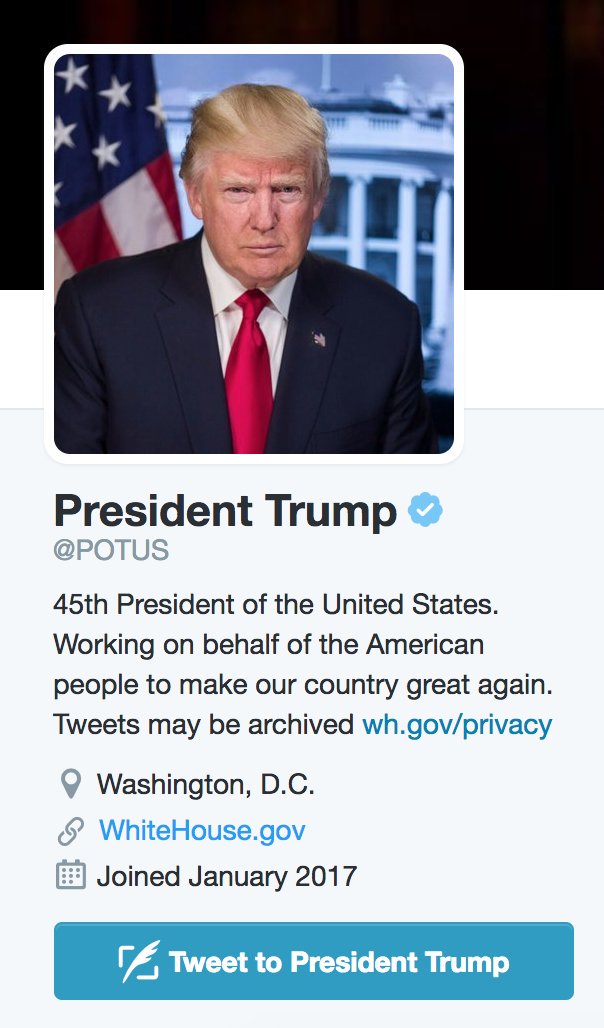 President Trump
@POTUS
45th President of the United States.
Working on behalf of the American
people to make our country great again.
Tweets may be archived wh.gov/privacy
Washington, D.C.
WhiteHouse.gov
Joined January 2017
Tweet to President Trump